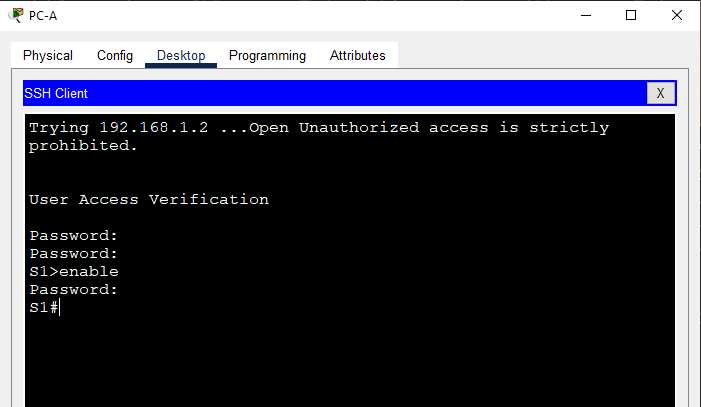 PC-A
Physical Config Desktop Programming Attributes
SSH Client X
Trying 192.168.1.2 ...Open Unauthorized access is strictly
prohibited.
User Access Verification
Password:
Password:
S1>enable
Password:
S1#